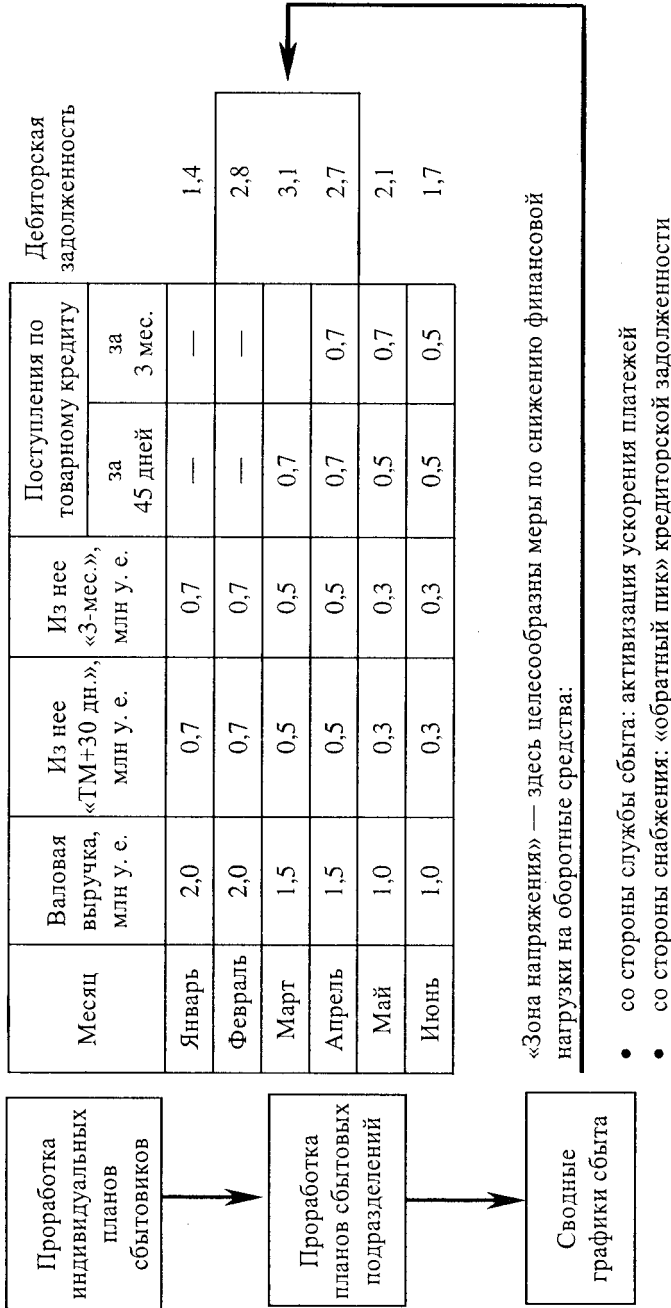 Проработка
индивидуальных
планов
сбытовиков
Проработка
планов сбытовых
подразделений
Сводные
графики сбыта
Месяц
Валовая
выручка,
млн у. е.
Из нее
«ТМ+30 дн.»,
млн у. е.
Из нее
«3-мес.»,
млн у. е.
Поступления по
товарному кредиту
за
45 дней
за
3 мес.
Дебиторская
задолженность
Январь 2,0 0,7 0,7 — — 1,4
Февраль 2,0 0,7 0,7 — — 2,8
Март 1,5 0,5 0,5 0,7 3,1
Апрель 1,5 0,5 0,5 0,7 0,7 2,7
Май 1,0 0,3 0,3 0,5 0,7 2,1
Июнь 1,0 0,3 0,3 0,5 0,5 1,7
«Зона напряжения» — здесь целесообразны меры по снижению финансовой
нагрузки на оборотные средства:
• со стороны службы сбыта: активизация ускорения платежей
• со стороны снабжения: «обратный пик» кредиторской задолженности